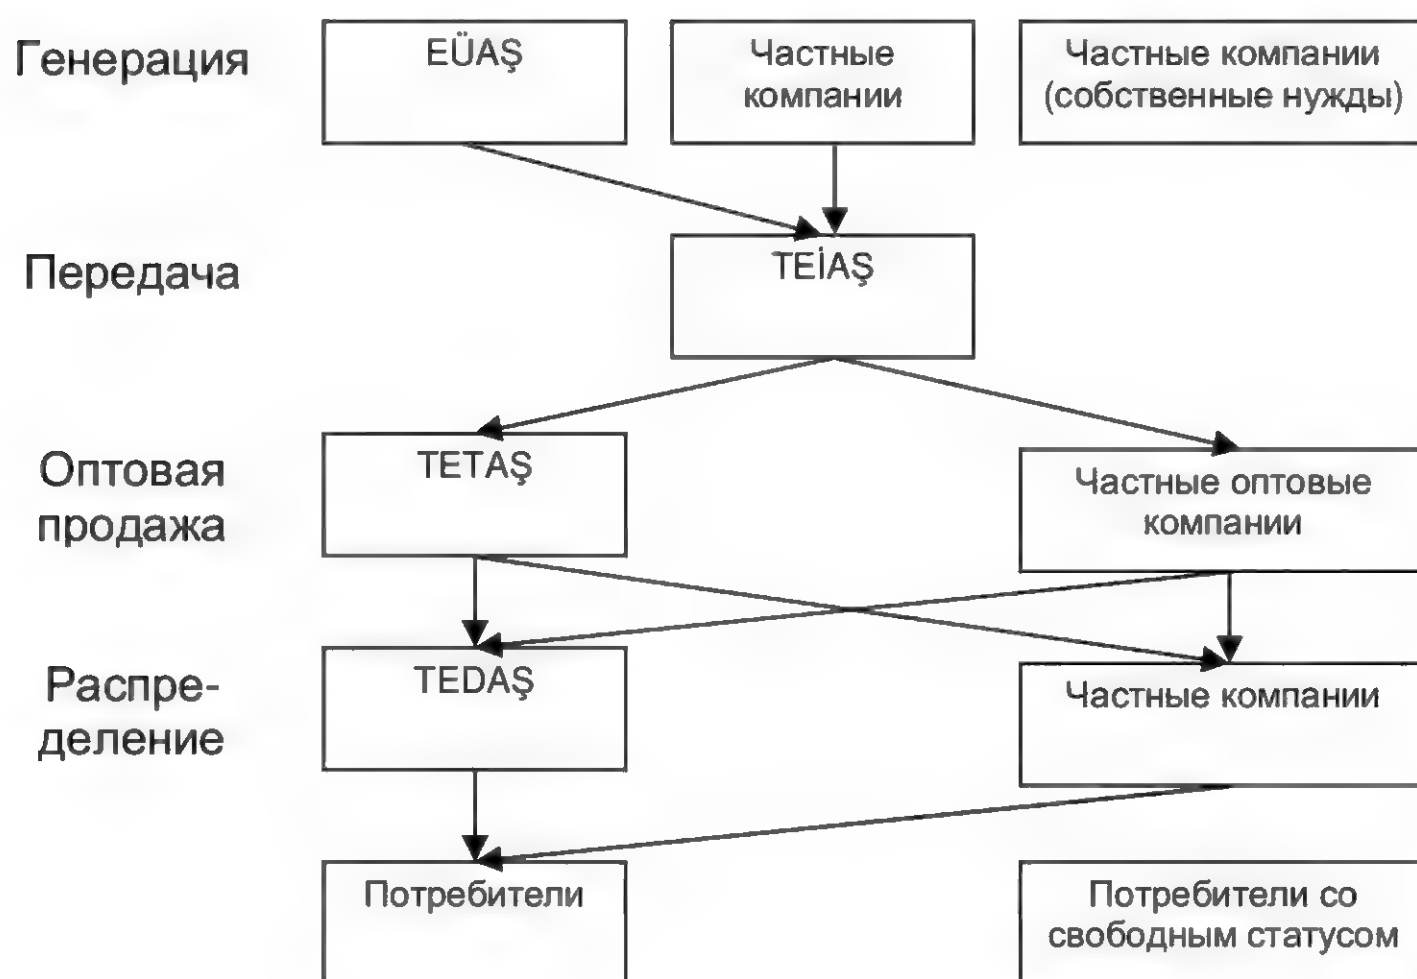 Генерация
EÜAŞ
Частные
компании
Частные компании
(собственные нужды)
Передача
TEİAŞ
Оптовая
продажа
TETAŞ
Частные оптовые
компании
Распре-
деление
TEDAŞ
Частные компании
Потребители
Потребители со
свободным статусом